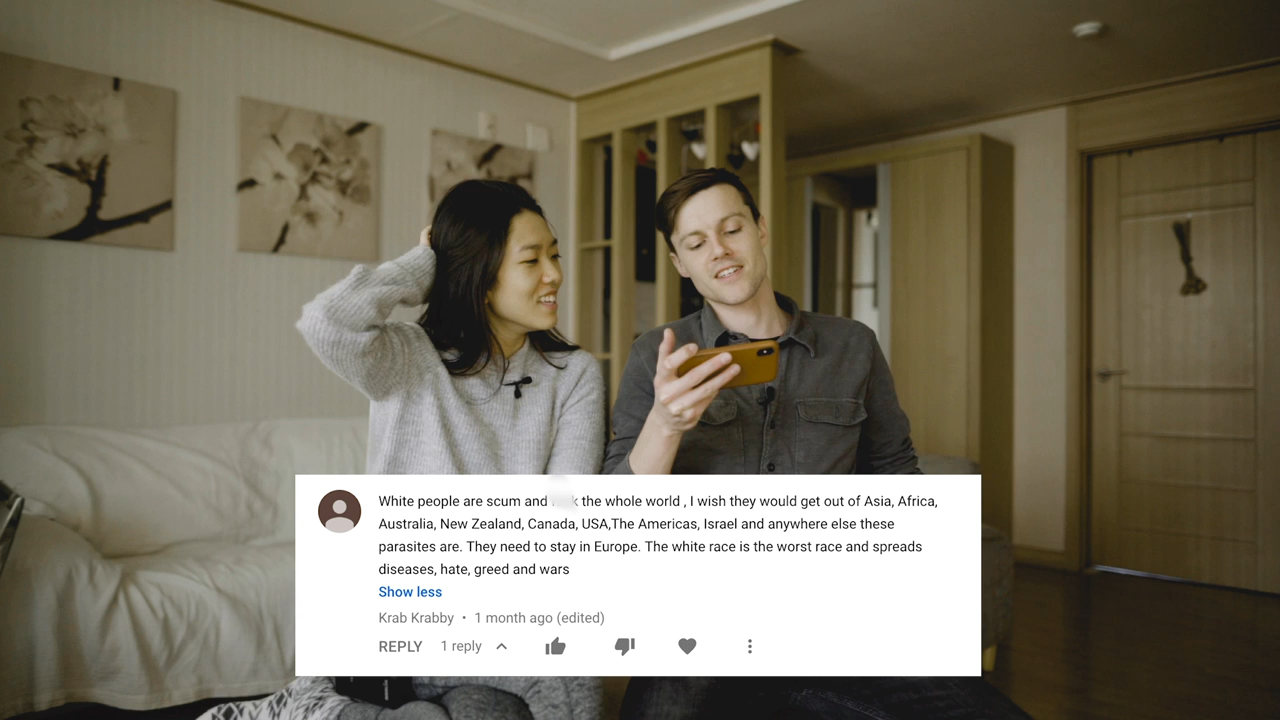 White people are scum and the whole world , I wish they would get out of Asia, Africa,
Australia, New Zealand, Canada, USA,The Americas, Israel and anywhere else these
parasites are. They need to stay in Europe. The white race is the worst race and spreads
diseases, hate, greed and wars
Show less
Krab Krabby • 1 month ago (edited)
REPLY 1 reply